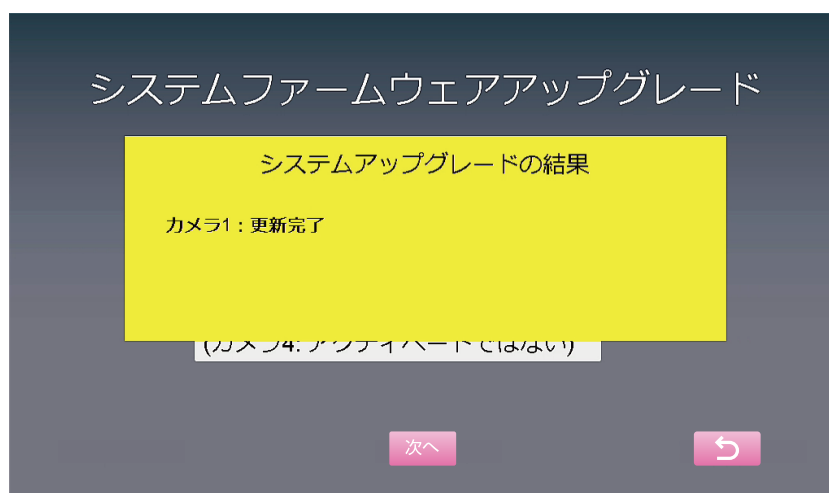 システムファームウェアアップグレード
システムアップグレードの結果
カメラ1：更新完了
(カメラ4: アクティベートではない)
次へ